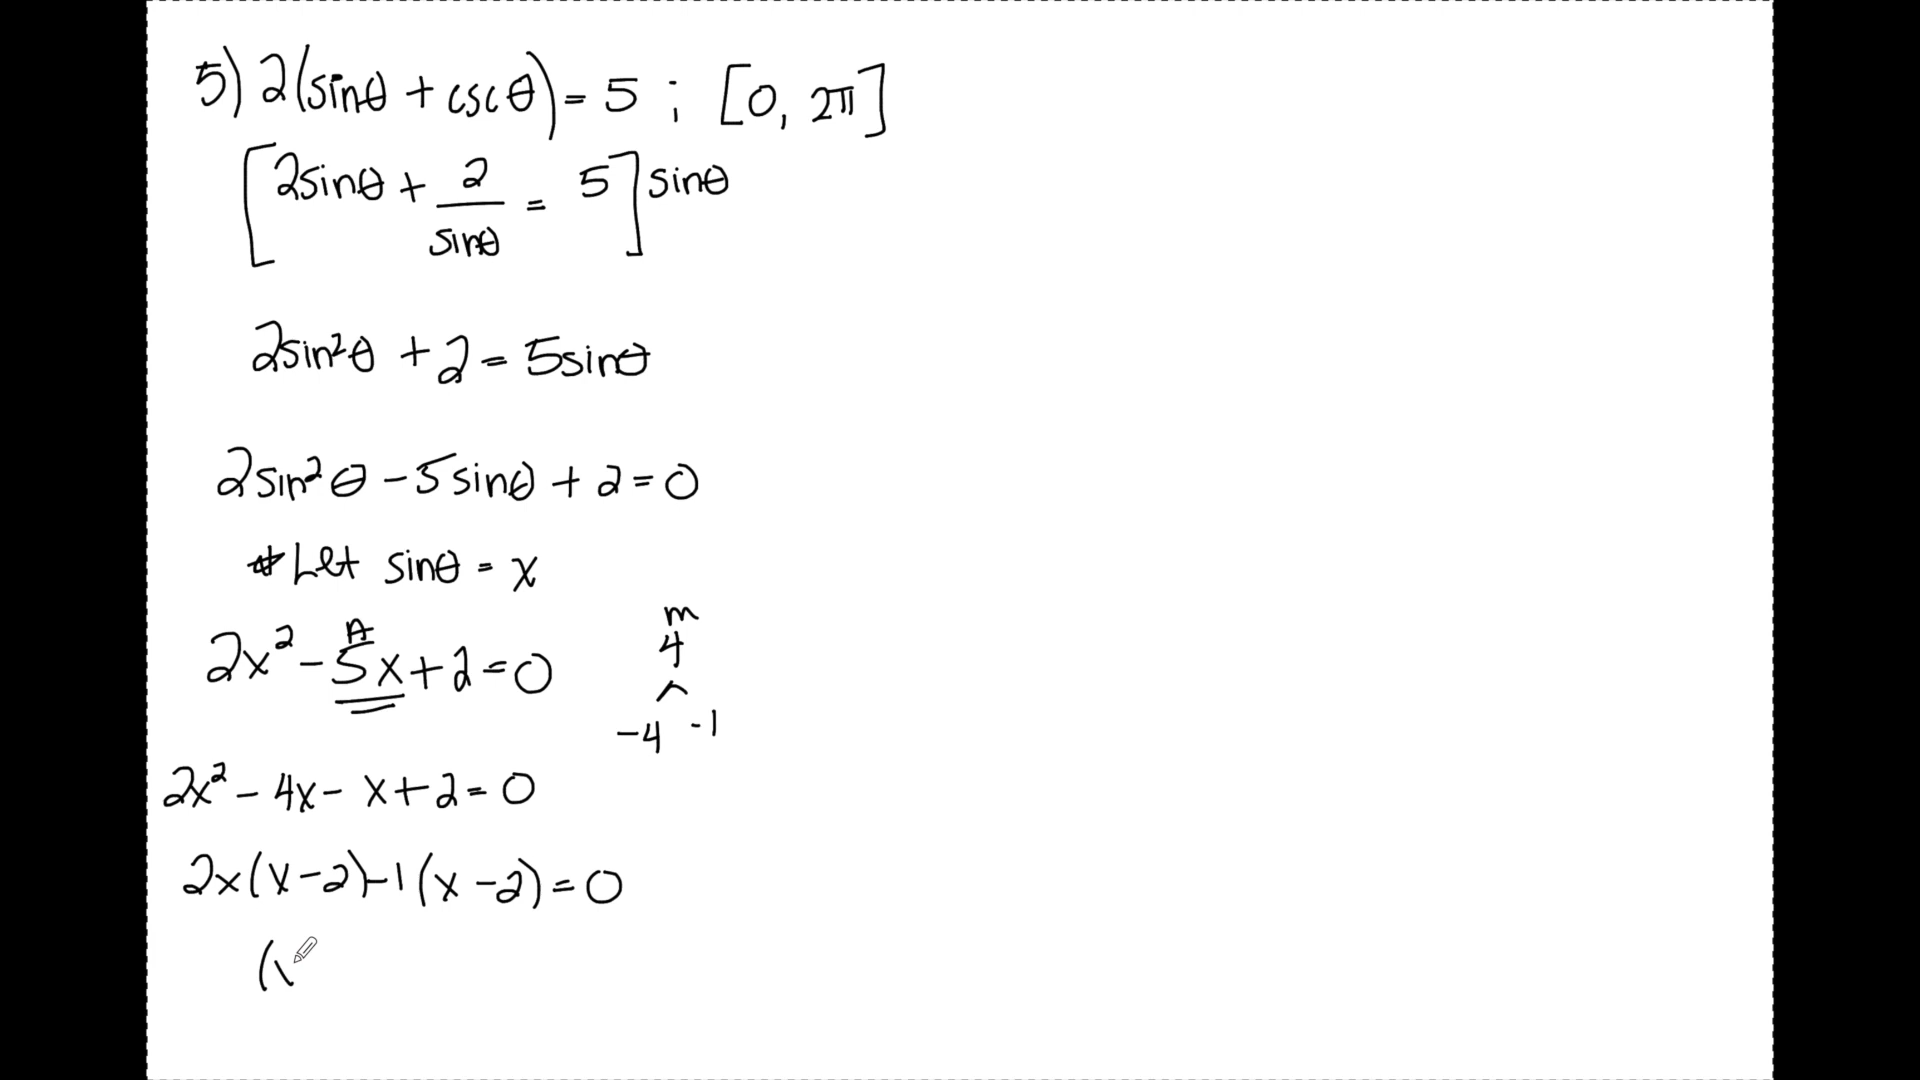 5) 2(sinθ + cscθ) = 5 ; [0, 2π]
[2sinθ + 2/sinθ = 5] sinθ
2sin²θ + 2 = 5sinθ
2sin²θ - 5sinθ + 2 = 0
* Let sinθ = x
m
A
4
2x² - 5x + 2 = 0
-4 -1
2x² - 4x - x + 2 = 0
2x(x-2)-1(x-2) = 0
(